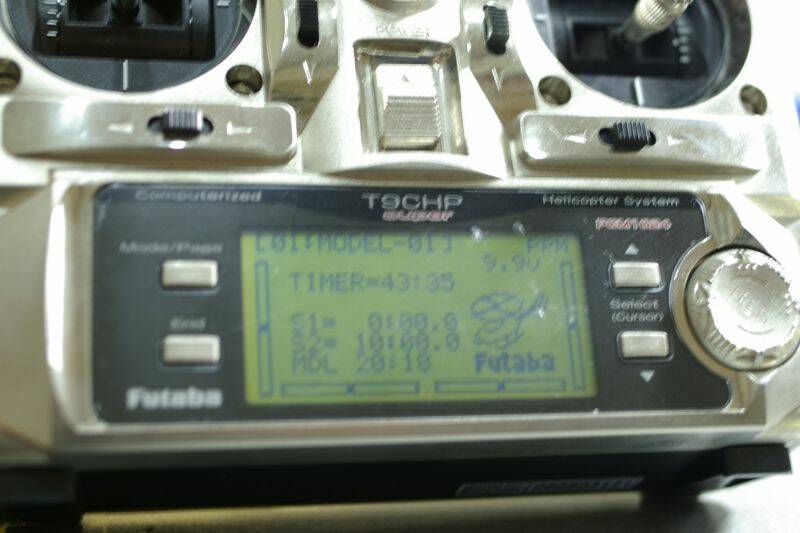 POWER
Computerized
T9CHP
super
Helicopter System
PCM1024
Mode/Page
End
Futaba
[01:MODEL-01] PPM
9.9V
TIMER=43:35
S1= 0:00.0
S2= 10:00.0
MDL 20:18
Futaba
Select
(Cursor)